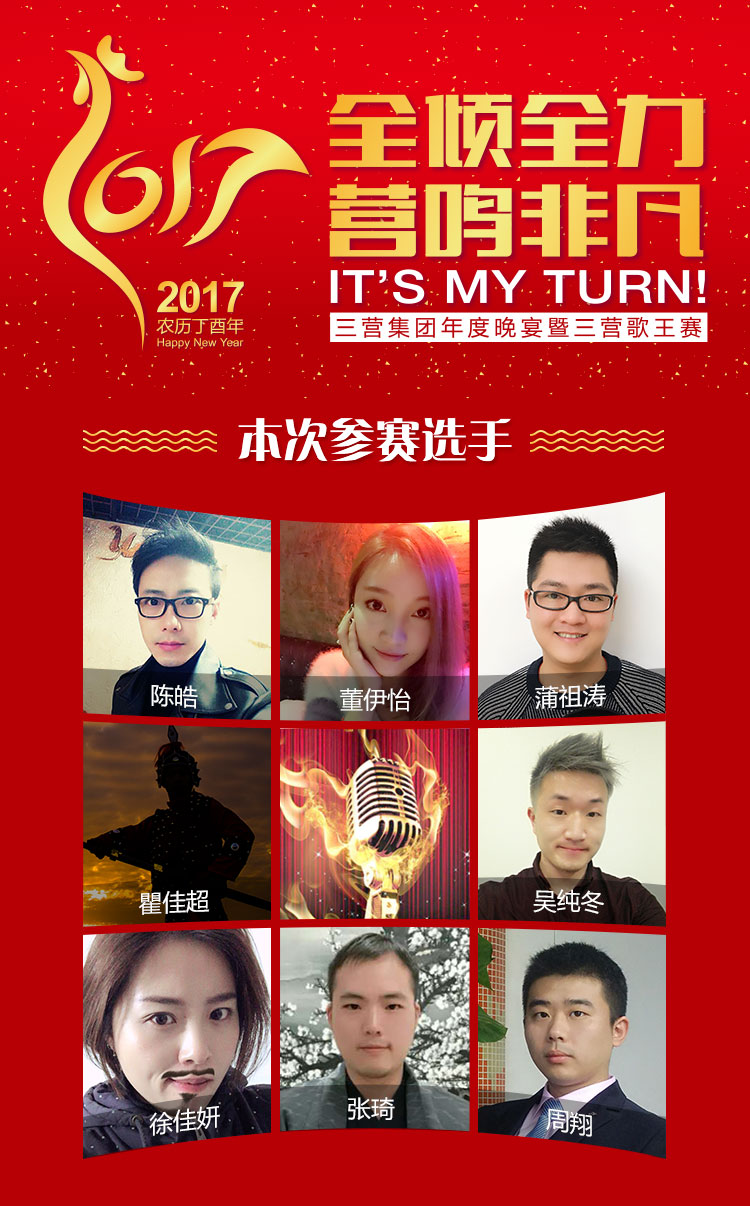 2017
2017
农历丁酉年
Happy New Year
全倾全力
营鸣非凡
IT'S MY TURN!
三营集团年度晚宴暨三营歌王赛
本次参赛选手
陈皓
董伊怡
蒲祖涛
瞿佳超
吴纯冬
徐佳妍
张琦
周翔